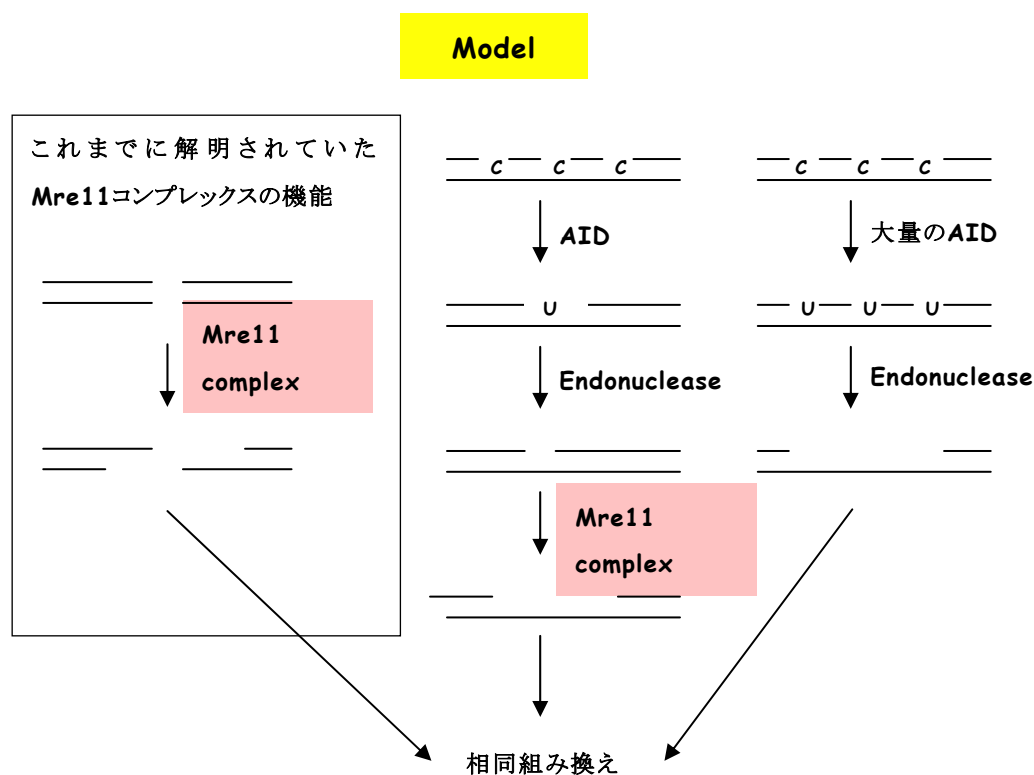 Model
これまでに解明されていた
Mre11コンプレックスの機能
Mre11
complex
C C C
AID
U
Endonuclease
Mre11
complex
C C C
大量のAID
U U U
Endonuclease
相同組み換え